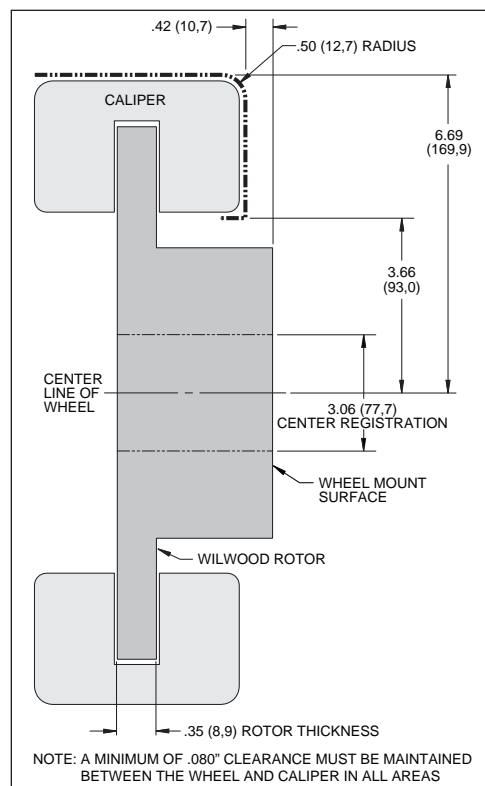 .42 (10,7)
.50 (12,7) RADIUS
CALIPER
6.69
(169,9)
3.66
(93,0)
CENTER
LINE OF
WHEEL
3.06 (77,7)
CENTER REGISTRATION
WHEEL MOUNT
SURFACE
WILWOOD ROTOR
.35 (8,9) ROTOR THICKNESS
NOTE: A MINIMUM OF .080" CLEARANCE MUST BE MAINTAINED
BETWEEN THE WHEEL AND CALIPER IN ALL AREAS